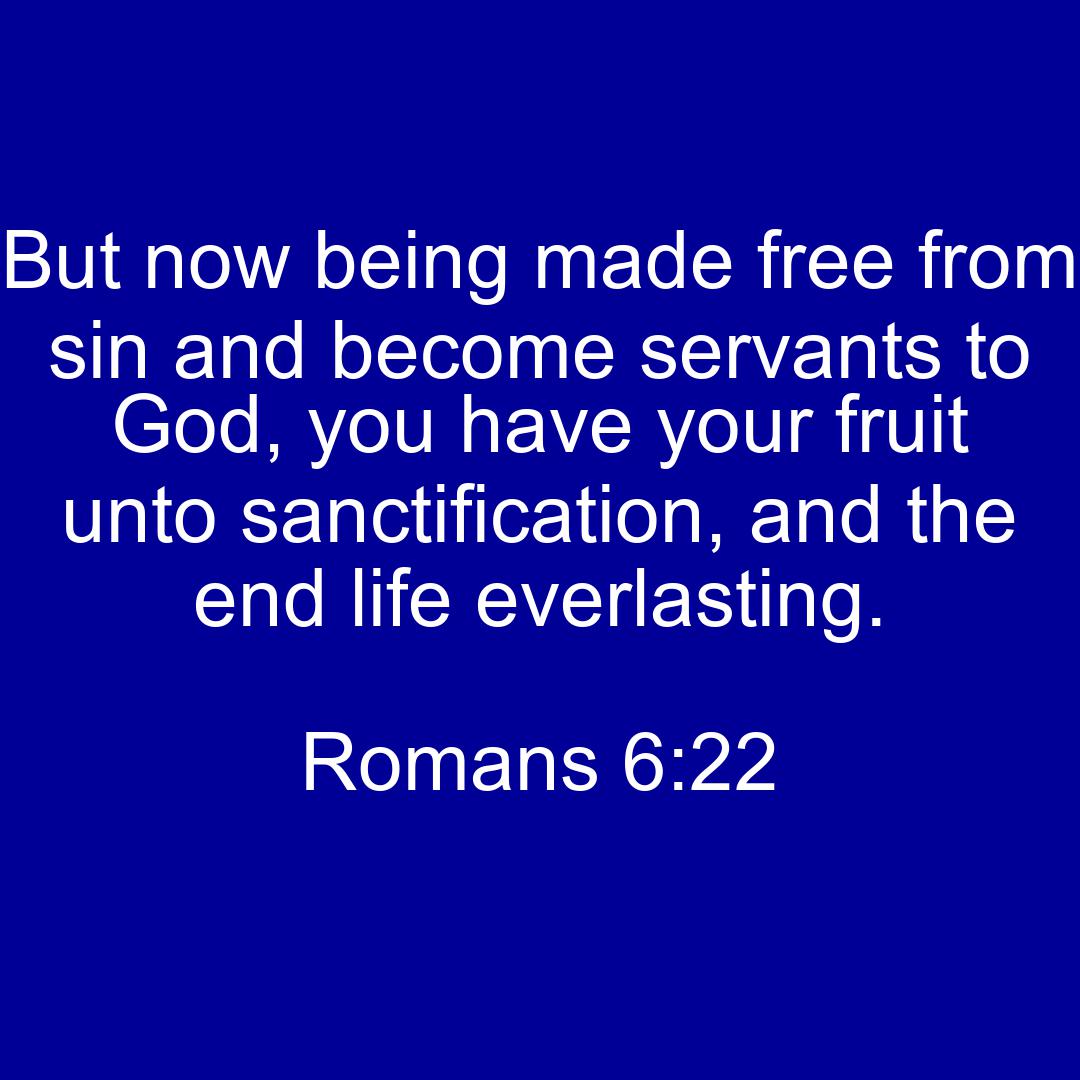 But now being made free from
sin and become servants to
God, you have your fruit
unto sanctification, and the
end life everlasting.
Romans 6:22